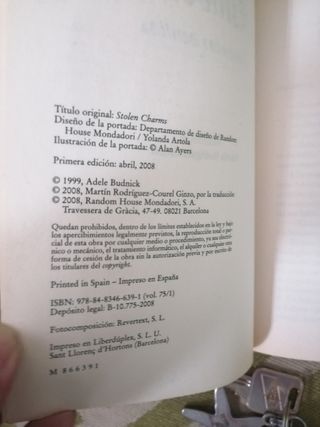 Título original: Stolen Charms
Diseño de la portada: Departamento de diseño de Random
House Mondadori / Yolanda Artola
Ilustración de la portada: © Alan Ayers
Primera edición: abril, 2008
© 1999, Adele Budnick
© 2008, Martín Rodríguez-Courel Ginzo, por la traducción
© 2008, Random House Mondadori, S. A.
Travessera de Gràcia, 47-49. 08021 Barcelona
Quedan prohibidos, dentro de los límites establecidos en la ley y bajo
los apercibimientos legalmente previstos, la reproducción total o par-
cial de esta obra por cualquier medio o procedimiento, ya sea electró-
nico o mecánico, el tratamiento informático, el alquiler o cualquier otra
forma de cesión de la obra sin la autorización previa y por escrito de
los titulares del copyright.
Printed in Spain – Impreso en España
ISBN: 978-84-8346-639-1 (vol. 75/1)
Depósito legal: B-10.775-2008
Fotocomposición: Revertext, S. L.
Impreso en Liberdúplex, S. L. U.
Sant Llorenç d'Hortons (Barcelona)
M 866391